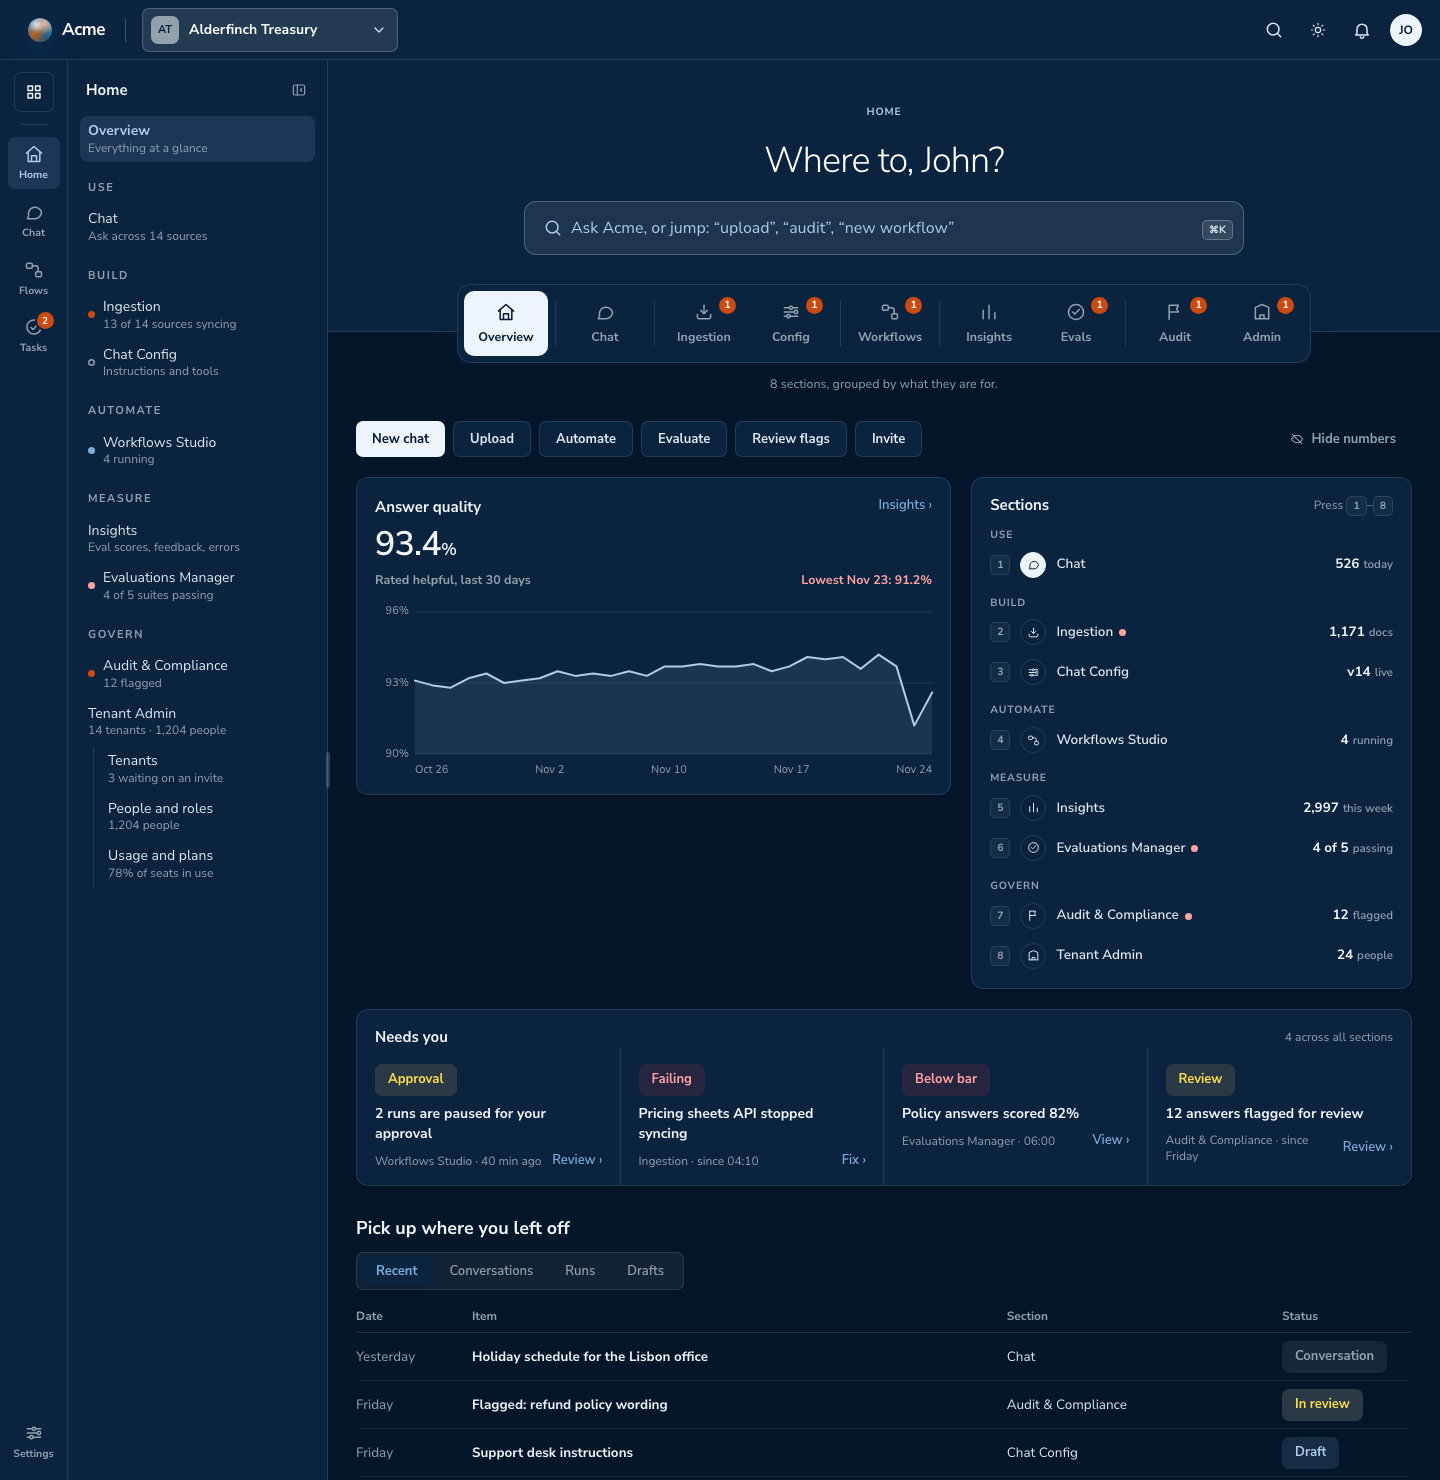 Acme
AT
Alderfinch Treasury
JO
Home
Chat
Flows
2
Tasks
Settings
Home
Overview
Everything at a glance
USE
Chat
Ask across 14 sources
BUILD
Ingestion
13 of 14 sources syncing
Chat Config
Instructions and tools
AUTOMATE
Workflows Studio
4 running
MEASURE
Insights
Eval scores, feedback, errors
Evaluations Manager
4 of 5 suites passing
GOVERN
Audit & Compliance
12 flagged
Tenant Admin
14 tenants · 1,204 people
Tenants
3 waiting on an invite
People and roles
1,204 people
Usage and plans
78% of seats in use
HOME
Where to, John?
Ask Acme, or jump: “upload”, “audit”, “new workflow”
⌘K
Overview
Chat
1
Ingestion
1
Config
1
Workflows
Insights
1
Evals
1
Audit
1
Admin
8 sections, grouped by what they are for.
New chat
Upload
Automate
Evaluate
Review flags
Invite
Hide numbers
Answer quality
Insights ›
93.4%
Rated helpful, last 30 days
Lowest Nov 23: 91.2%
96%
93%
90%
Oct 26
Nov 2
Nov 10
Nov 17
Nov 24
Sections
Press 1–8
USE
1 Chat 526 today
BUILD
2 Ingestion 1,171 docs
3 Chat Config v14 live
AUTOMATE
4 Workflows Studio 4 running
MEASURE
5 Insights 2,997 this week
6 Evaluations Manager 4 of 5 passing
GOVERN
7 Audit & Compliance 12 flagged
8 Tenant Admin 24 people
Needs you
4 across all sections
Approval
2 runs are paused for your
approval
Workflows Studio · 40 min ago
Review ›
Failing
Pricing sheets API stopped
syncing
Ingestion · since 04:10
Fix ›
Below bar
Policy answers scored 82%
Evaluations Manager · 06:00
View ›
Review
12 answers flagged for review
Audit & Compliance · since
Friday
Review ›
Pick up where you left off
Recent
Conversations
Runs
Drafts
Date Item Section Status
Yesterday Holiday schedule for the Lisbon office Chat Conversation
Friday Flagged: refund policy wording Audit & Compliance In review
Friday Support desk instructions Chat Config Draft